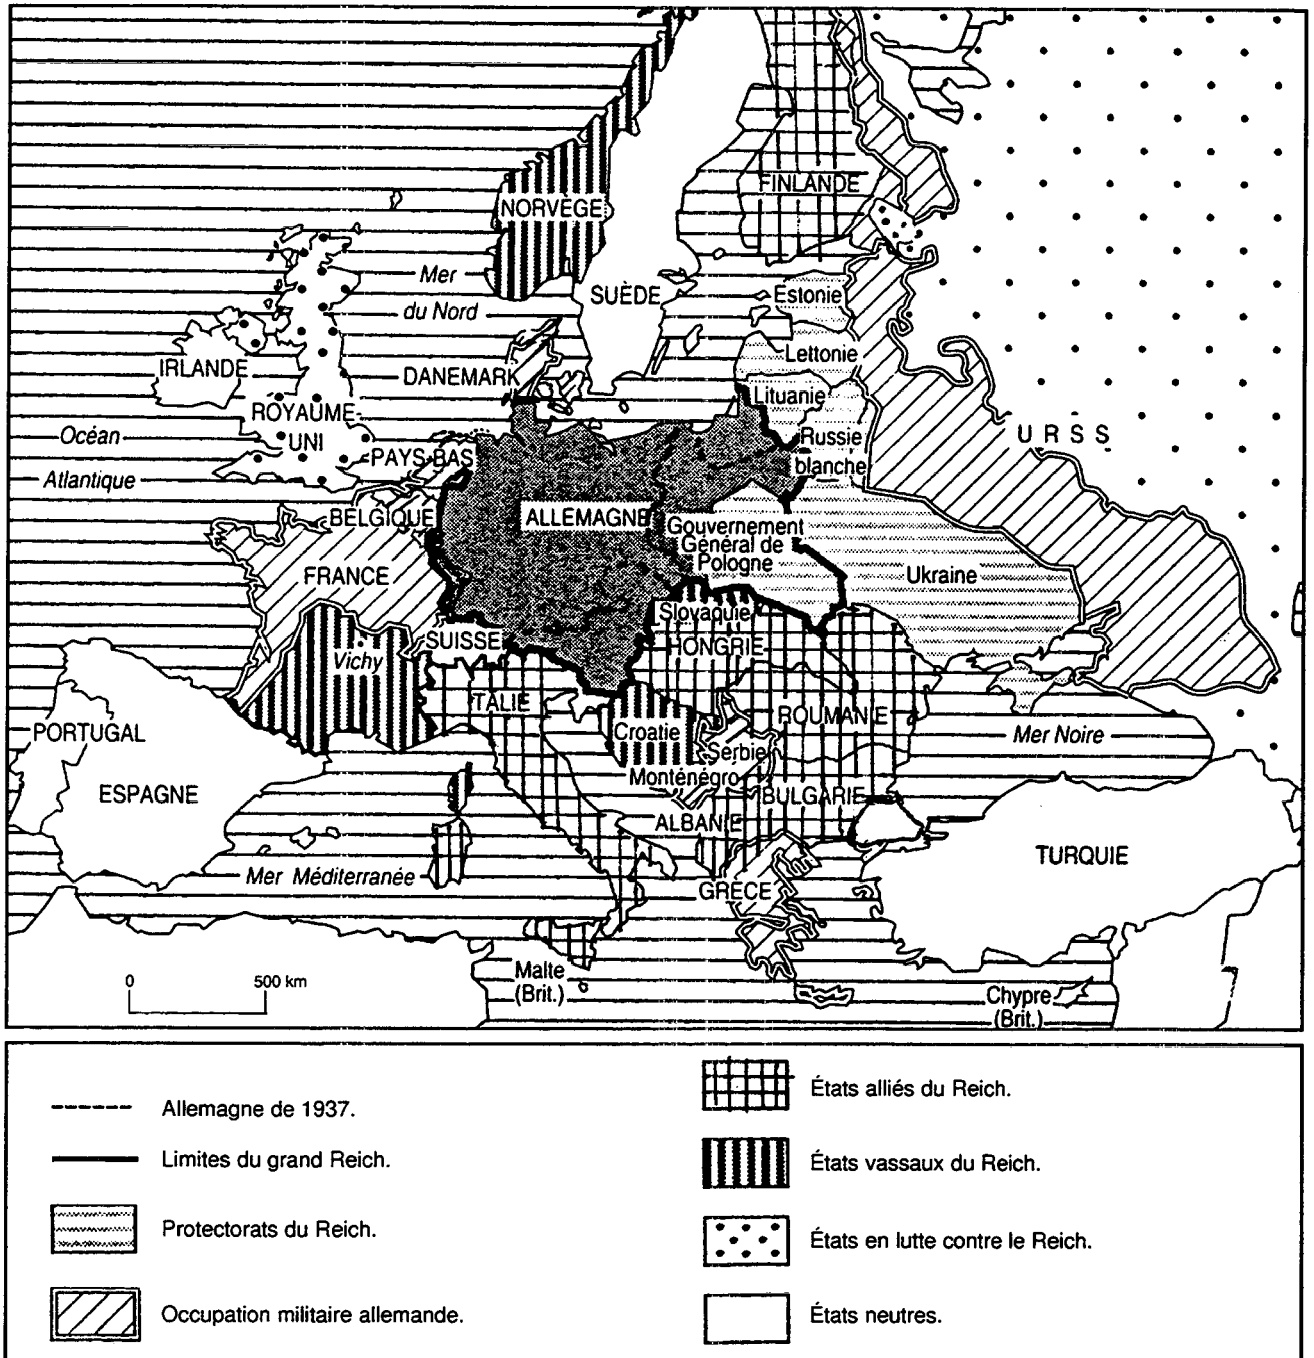 FINLANDE
NORVÈGE
Mer
du Nord
SUÈDE
Estonie
Lettonie
IRLANDE
DANEMARK
Lituanie
ROYAUME-
UNI
Océan
Atlantique
PAYS-BAS
Russie
blanche
URSS
BELGIQUE
ALLEMAGNE
Gouvernement
Général de
Pologne
FRANCE
Ukraine
Slovaquie
SUISSE
HONGRIE
Vichy
ITALIE
ROUMANIE
PORTUGAL
Croatie
Serbie
Mer Noire
Monténégro
ESPAGNE
BULGARIE
ALBANIE
TURQUIE
Mer Méditerranée
GRÈCE
0 500 km
Malte
(Brit.)
Chypre
(Brit.)
Allemagne de 1937.
Limites du grand Reich.
Protectorats du Reich.
Occupation militaire allemande.
États alliés du Reich.
États vassaux du Reich.
États en lutte contre le Reich.
États neutres.